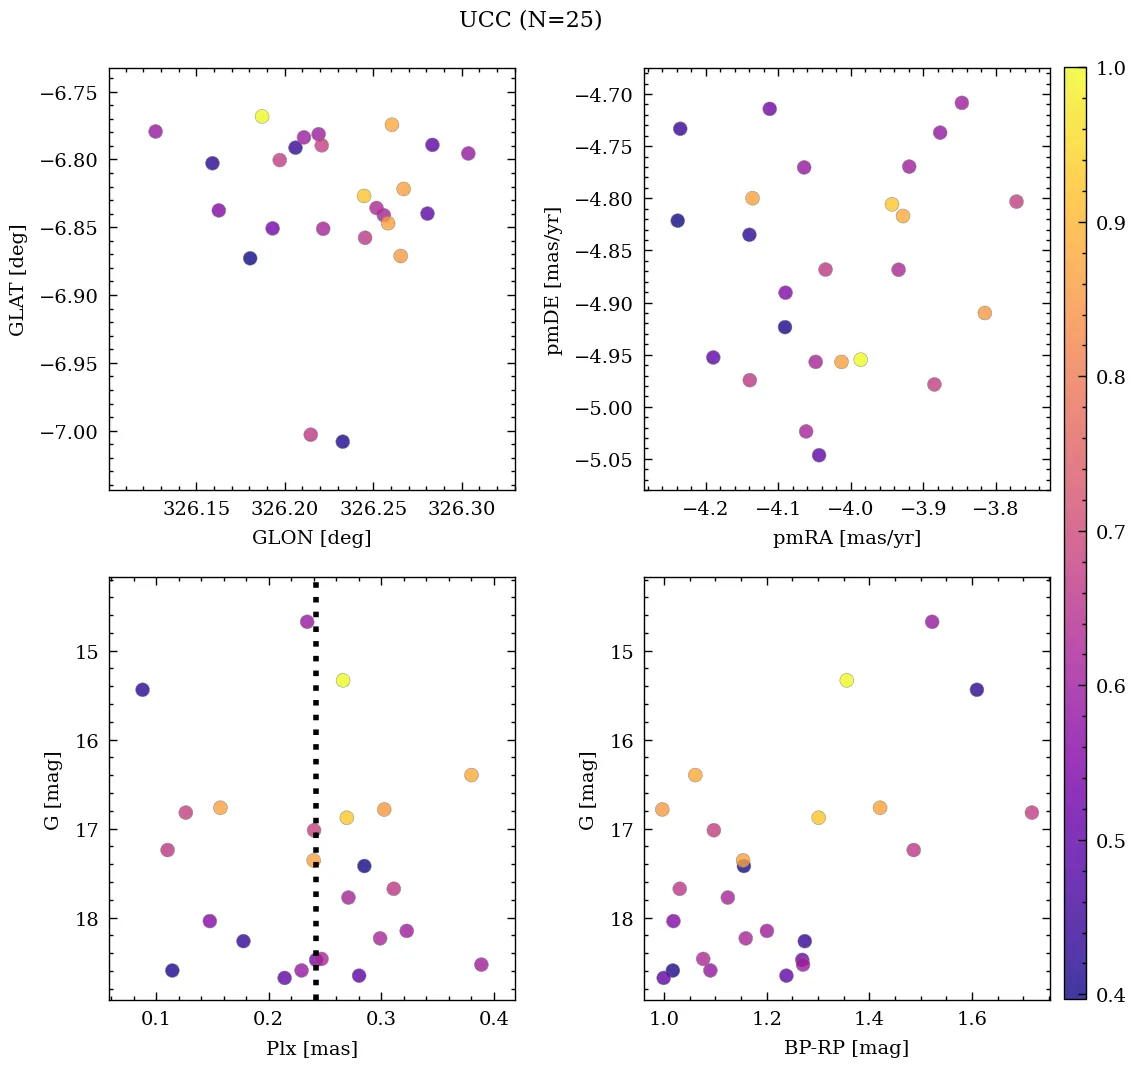 UCC (N=25)
−6.75
−6.80
−6.85
−6.90
−6.95
−7.00
GLAT [deg]
326.15 326.20 326.25 326.30
GLON [deg]
−4.70
−4.75
−4.80
−4.85
−4.90
−4.95
−5.00
−5.05
pmDE [mas/yr]
−4.2 −4.1 −4.0 −3.9 −3.8
pmRA [mas/yr]
15
16
17
18
G [mag]
0.1 0.2 0.3 0.4
Plx [mas]
15
16
17
18
G [mag]
1.0 1.2 1.4 1.6
BP-RP [mag]
1.0
0.9
0.8
0.7
0.6
0.5
0.4